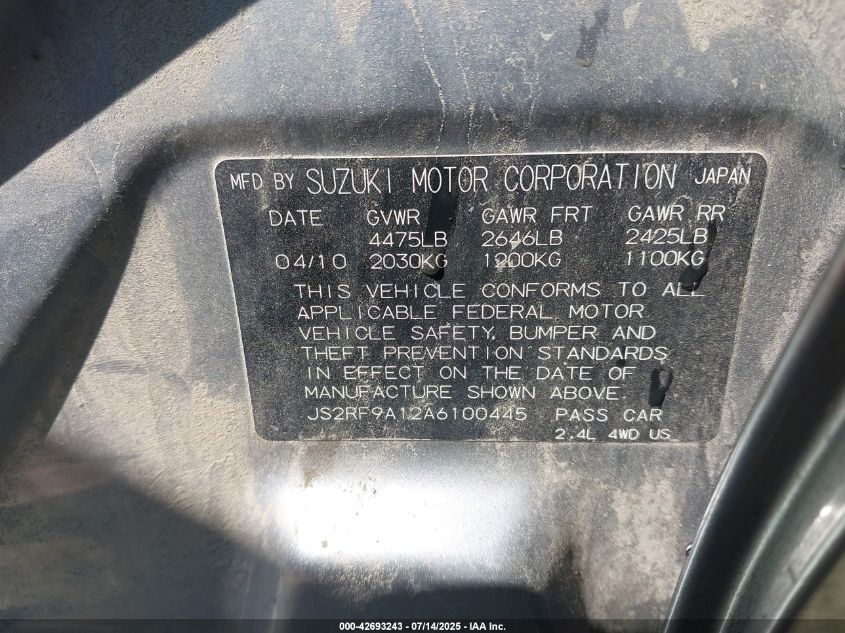 MFD BY SUZUKI MOTOR CORPORATION JAPAN
DATE GVWR GAWR FRT GAWR RR
4475LB 2646LB 2425LB
04/10 2030KG 1200KG 1100KG
THIS VEHICLE CONFORMS TO ALL
APPLICABLE FEDERAL MOTOR
VEHICLE SAFETY, BUMPER AND
THEFT PREVENTION STANDARDS
IN EFFECT ON THE DATE OF
MANUFACTURE SHOWN ABOVE.
JS2RF9A12A6100445 PASS CAR
2.4L 4WD US
000-42693243 / 07/14/2025 - IAA Inc.